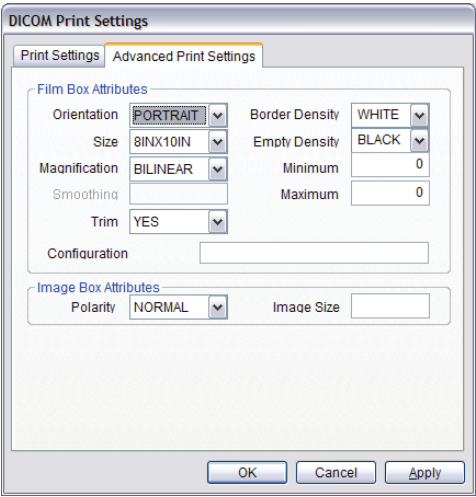 DICOM Print Settings
Print Settings Advanced Print Settings
Film Box Attributes
Orientation PORTRAIT Border Density WHITE
Size 8INX10IN Empty Density BLACK
Magnification BILINEAR Minimum 0
Smoothing Maximum 0
Trim YES
Configuration
Image Box Attributes
Polarity NORMAL Image Size
OK Cancel Apply